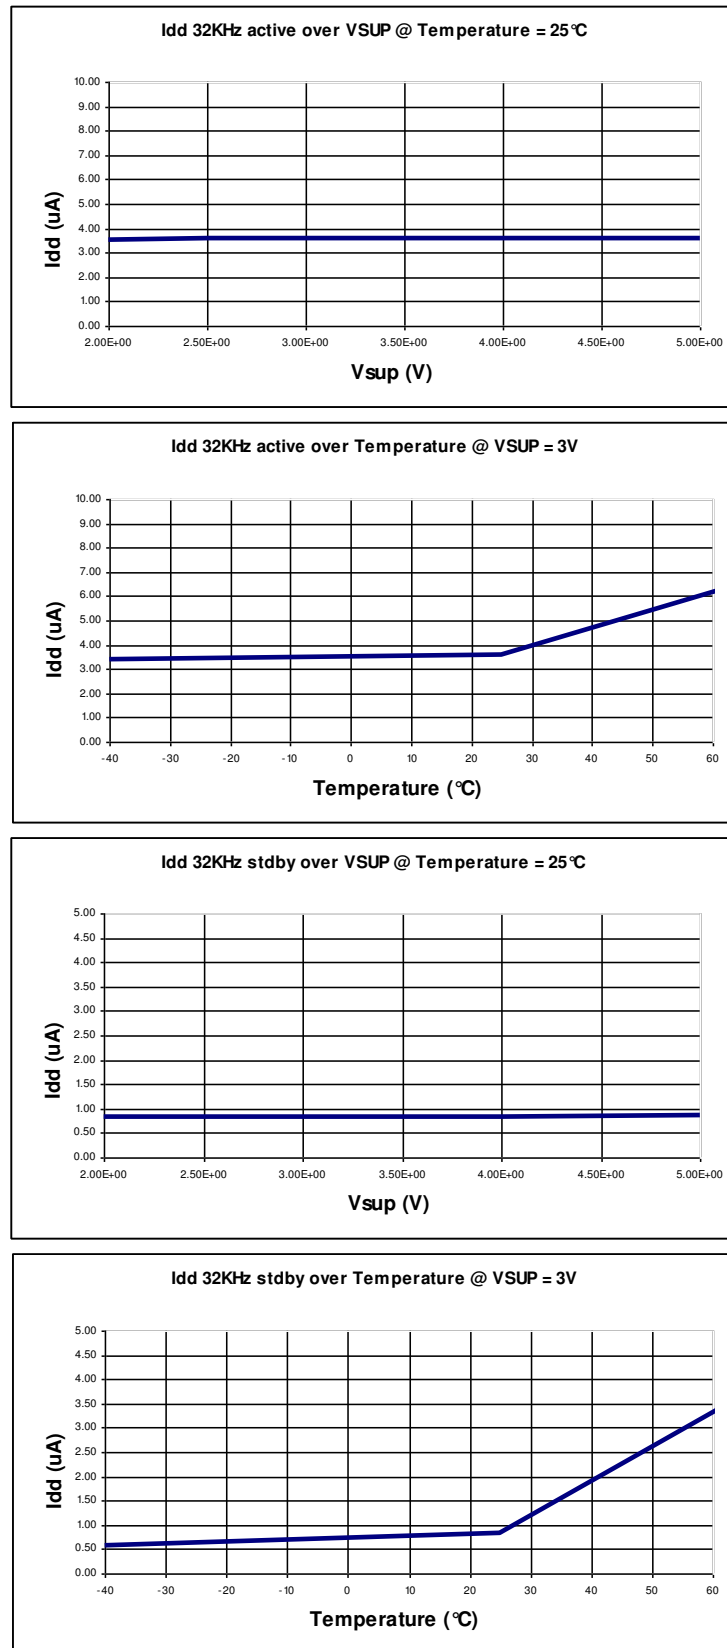 Idd 32KHz active over VSUP @ Temperature = 25°C
10.00
9.00
8.00
7.00
6.00
5.00
4.00
3.00
2.00
1.00
0.00
Idd (uA)
2.00E+00 2.50E+00 3.00E+00 3.50E+00 4.00E+00 4.50E+00 5.00E+00
Vsup (V)
Idd 32KHz active over Temperature @ VSUP = 3V
10.00
9.00
8.00
7.00
6.00
5.00
4.00
3.00
2.00
1.00
0.00
Idd (uA)
-40 -30 -20 -10 0 10 20 30 40 50 60
Temperature (°C)
Idd 32KHz stdby over VSUP @ Temperature = 25°C
5.00
4.50
4.00
3.50
3.00
2.50
2.00
1.50
1.00
0.50
0.00
Idd (uA)
2.00E+00 2.50E+00 3.00E+00 3.50E+00 4.00E+00 4.50E+00 5.00E+00
Vsup (V)
Idd 32KHz stdby over Temperature @ VSUP = 3V
5.00
4.50
4.00
3.50
3.00
2.50
2.00
1.50
1.00
0.50
0.00
Idd (uA)
-40 -30 -20 -10 0 10 20 30 40 50 60
Temperature (°C)